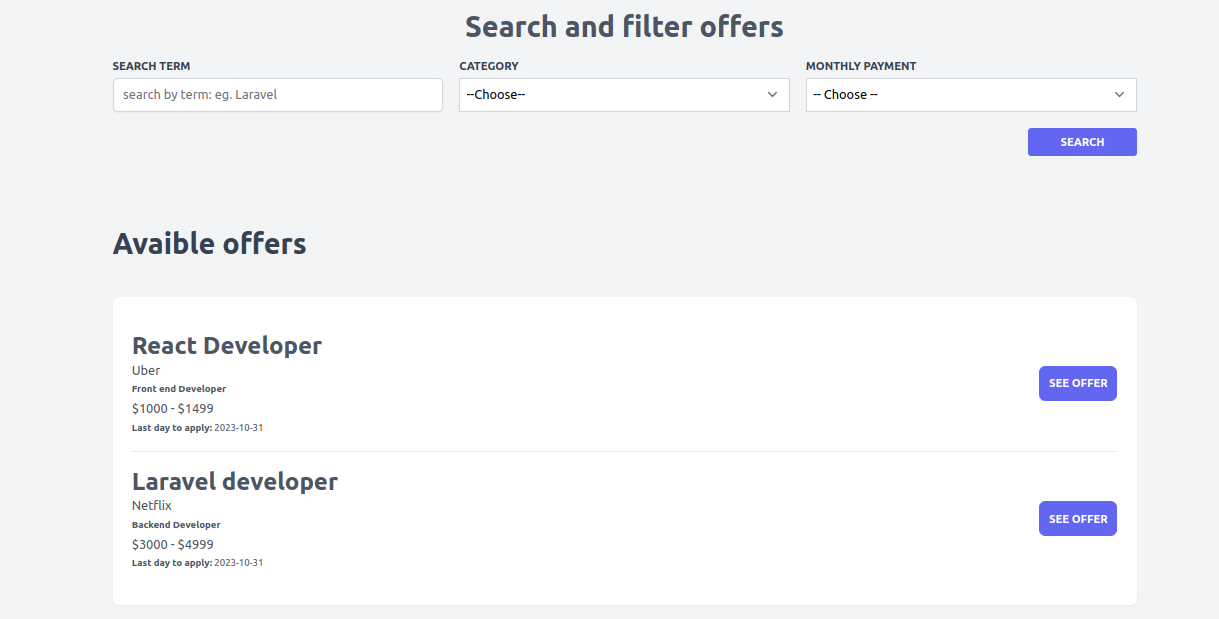 Search and filter offers
SEARCH TERM
CATEGORY
MONTHLY PAYMENT
search by term: eg. Laravel
--Choose--
-- Choose --
SEARCH
Avaible offers
React Developer
Uber
Front end Developer
$1000 - $1499
Last day to apply: 2023-10-31
SEE OFFER
Laravel developer
Netflix
Backend Developer
$3000 - $4999
Last day to apply: 2023-10-31
SEE OFFER